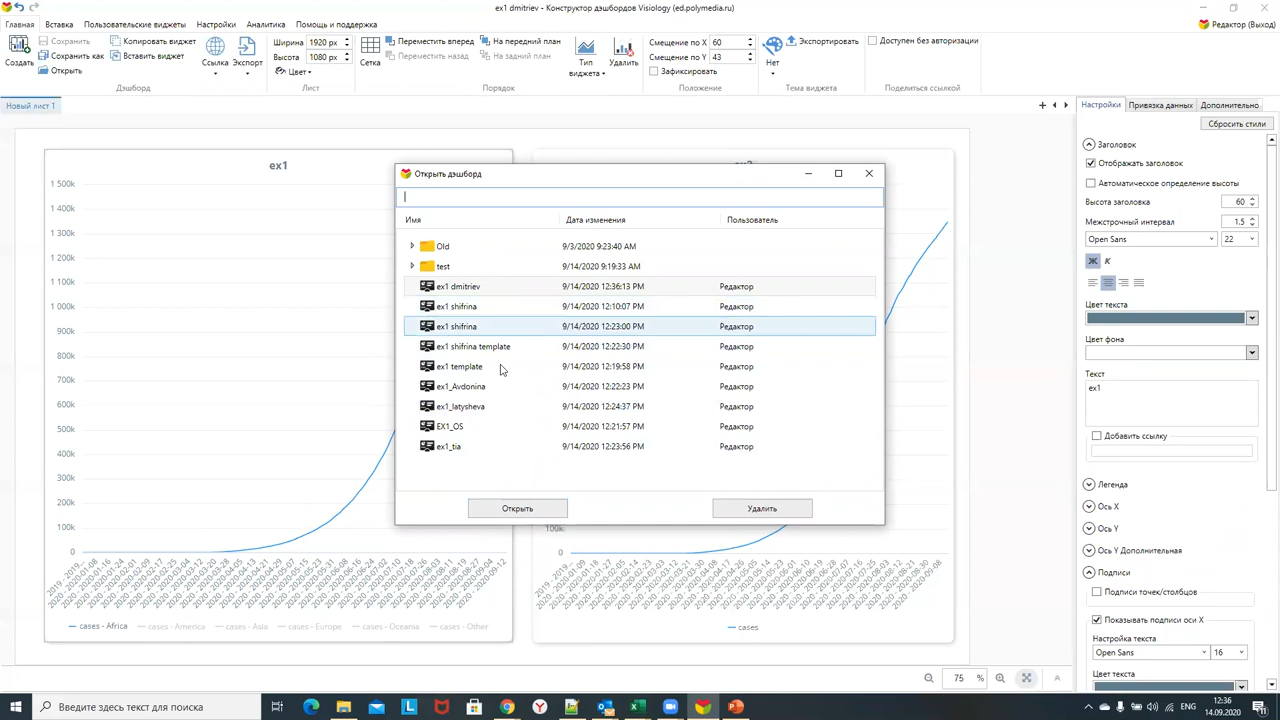 ex1 dmitriev - Конструктор дэшбордов Visiology (ed.polymedia.ru)
Главная Вставка Пользовательские виджеты Настройки Аналитика Помощь и поддержка
Редактор (Выход)
Создать
Сохранить
Сохранить как
Открыть
Копировать виджет
Вставить виджет
Ссылка
Экспорт
Дэшборд
Ширина 1920 px
Высота 1080 px
Цвет
Лист
Сетка
Переместить вперед
Переместить назад
На передний план
На задний план
Порядок
Тип виджета
Удалить
Смещение по X 60
Смещение по Y 43
Зафиксировать
Положение
Нет
Экспортировать
Тема виджета
Доступен без авторизации
Поделиться ссылкой
Новый лист 1
ex1
1 500k
1 400k
1 300k
1 200k
1 100k
1 000k
900k
800k
700k
600k
500k
400k
300k
200k
100k
0
cases - Africa cases - America cases - Asia cases - Europe cases - Oceania cases - Other
100k
0
cases
Открыть дэшборд
Имя Дата изменения Пользователь
Old 9/3/2020 9:23:40 AM
test 9/14/2020 9:19:33 AM
ex1 dmitriev 9/14/2020 12:36:13 PM Редактор
ex1 shifrina 9/14/2020 12:10:07 PM Редактор
ex1 shifrina 9/14/2020 12:23:00 PM Редактор
ex1 shifrina template 9/14/2020 12:22:30 PM Редактор
ex1 template 9/14/2020 12:19:58 PM Редактор
ex1_Avdonina 9/14/2020 12:22:23 PM Редактор
ex1_latysheva 9/14/2020 12:24:37 PM Редактор
EX1_OS 9/14/2020 12:21:57 PM Редактор
ex1_tia 9/14/2020 12:23:56 PM Редактор
Открыть Удалить
Настройки Привязка данных Дополнительно
Сбросить стили
Заголовок
Отображать заголовок
Автоматическое определение высоты
Высота заголовка 60
Межстрочный интервал 1.5
Open Sans 22
Ж К
Цвет текста
Цвет фона
Текст
ex1
Добавить ссылку
Легенда
Ось X
Ось Y
Ось Y Дополнительная
Подписи
Подписи точек/столбцов
Показывать подписи оси X
Настройка текста
Open Sans 16
Цвет текста
75 %
Введите здесь текст для поиска
ENG
12:36
14.09.2020